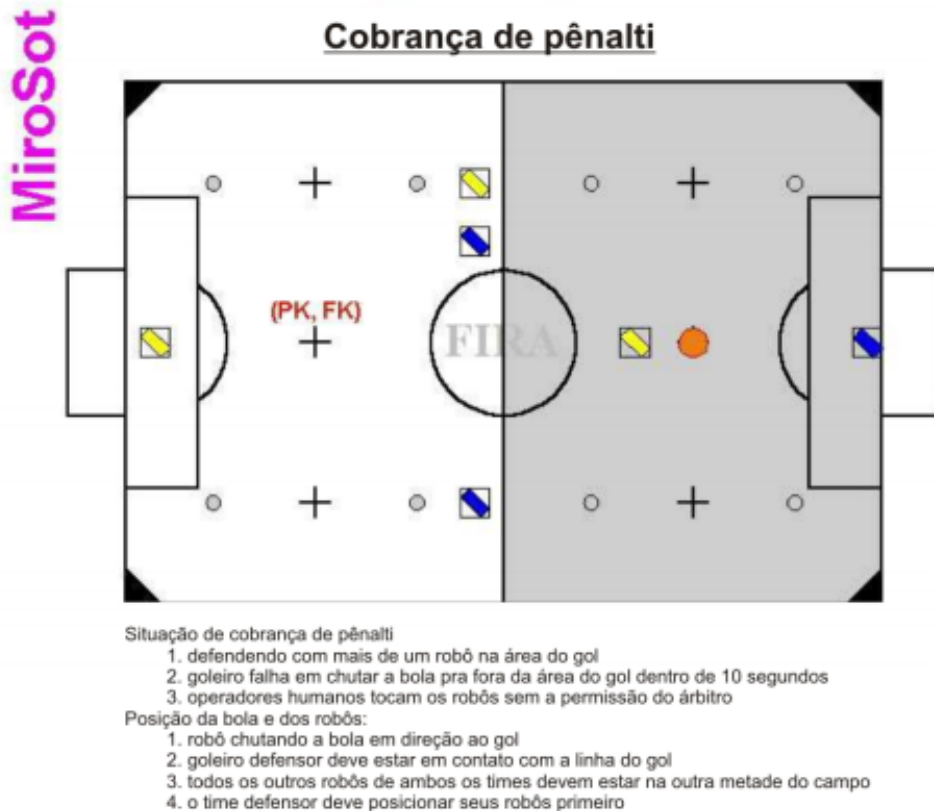 MiroSot
Cobrança de pênalti
(PK, FK)
FIRA
Situação de cobrança de pênalti
1. defendendo com mais de um robô na área do gol
2. goleiro falha em chutar a bola pra fora da área do gol dentro de 10 segundos
3. operadores humanos tocam os robôs sem a permissão do árbitro
Posição da bola e dos robôs:
1. robô chutando a bola em direção ao gol
2. goleiro defensor deve estar em contato com a linha do gol
3. todos os outros robôs de ambos os times devem estar na outra metade do campo
4. o time defensor deve posicionar seus robôs primeiro